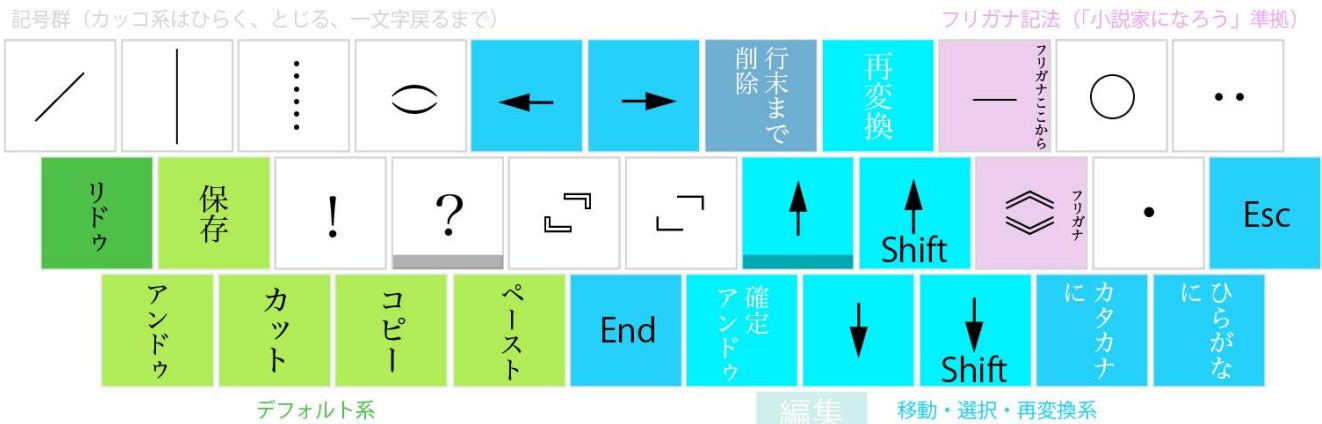 記号群（カッコ系はひらく、とじる、一文字戻るまで）
フリガナ記法（「小説家になろう」準拠）
／
｜
︙
︵︶
←
→
行末まで
削除
再変換
｜
フリガナここから
○
‥
リドゥ
保存
！
？
『』
「」
↑
↑
Shift
《》
フリガナ
・
Esc
アンドゥ
カット
コピー
ペースト
End
確定
アンドゥ
↓
↓
Shift
カタカナ
に
ひらがな
に
デフォルト系
編集
移動・選択・再変換系